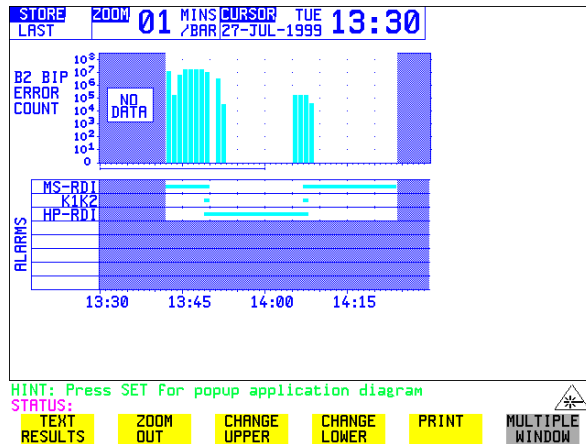 STORE ZOOM 01 MINS CURSOR TUE 13:30
LAST /BAR 27-JUL-1999
B2 BIP
ERROR
COUNT
10⁸
10⁷
10⁶
10⁵
10⁴
10³
10²
10¹
0
NO
DATA
MS-RDI
K1K2
HP-RDI
ALARMS
13:30 13:45 14:00 14:15
HINT: Press SET for popup application diagram
STATUS:
TEXT ZOOM CHANGE CHANGE PRINT MULTIPLE
RESULTS OUT UPPER LOWER WINDOW